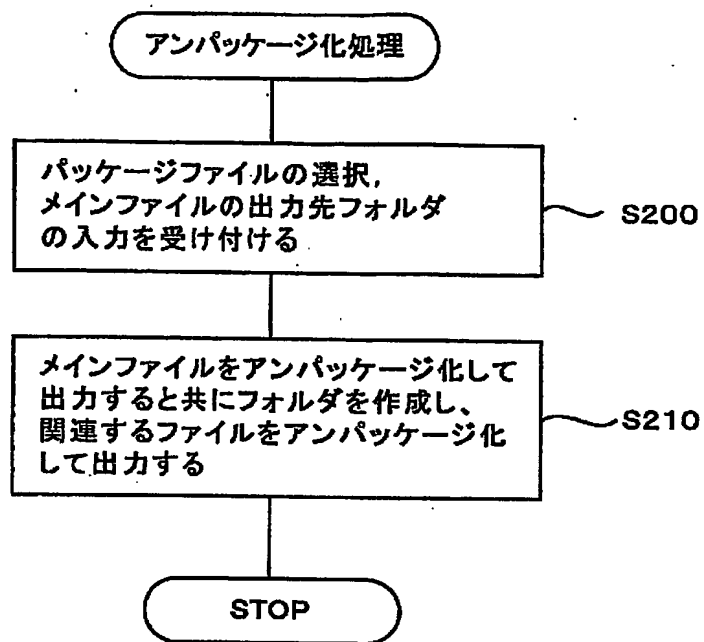 アンパッケージ化処理
パッケージファイルの選択,
メインファイルの出力先フォルダ
の入力を受け付ける
S200
メインファイルをアンパッケージ化して
出力すると共にフォルダを作成し、
関連するファイルをアンパッケージ化
して出力する
S210
STOP